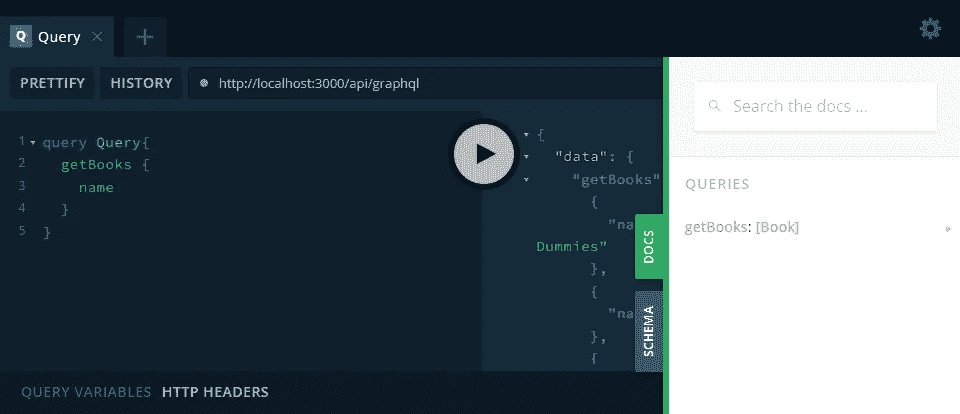 Q Query × +
PRETTIFY HISTORY http://localhost:3000/api/graphql
1 query Query{
2 getBooks {
3 name
4 }
5 }
QUERY VARIABLES HTTP HEADERS
{
"data": {
"getBooks"
{
"na
Dummies"
},
{
"na
},
{
DOCS
SCHEMA
Search the docs ...
QUERIES
getBooks: [Book]